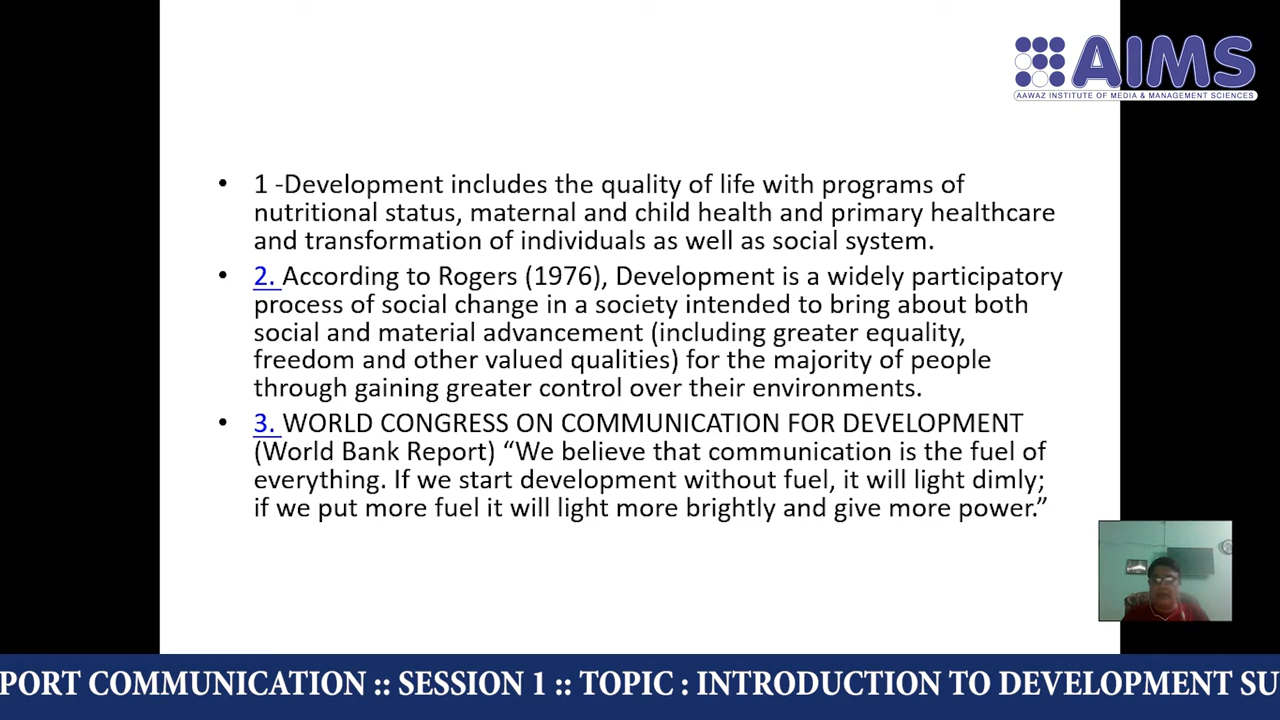 AIMS
AAWAZ INSTITUTE OF MEDIA & MANAGEMENT SCIENCES
• 1 -Development includes the quality of life with programs of
nutritional status, maternal and child health and primary healthcare
and transformation of individuals as well as social system.
• 2. According to Rogers (1976), Development is a widely participatory
process of social change in a society intended to bring about both
social and material advancement (including greater equality,
freedom and other valued qualities) for the majority of people
through gaining greater control over their environments.
• 3. WORLD CONGRESS ON COMMUNICATION FOR DEVELOPMENT
(World Bank Report) “We believe that communication is the fuel of
everything. If we start development without fuel, it will light dimly;
if we put more fuel it will light more brightly and give more power.”
PORT COMMUNICATION :: SESSION 1 :: TOPIC : INTRODUCTION TO DEVELOPMENT SU